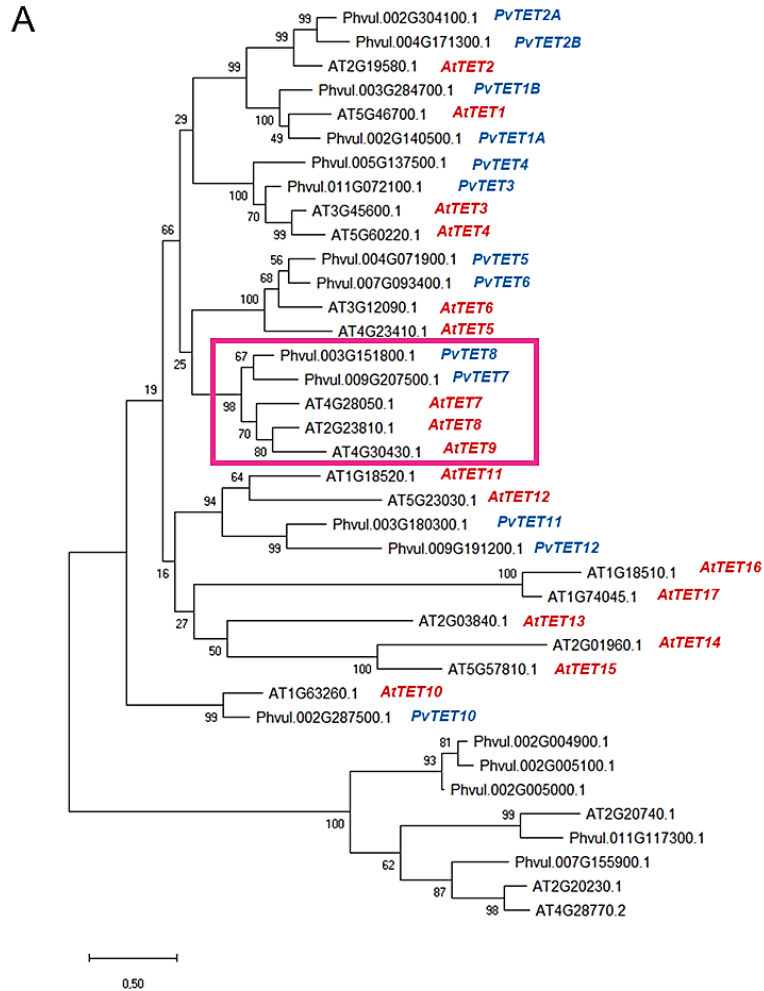 A
99 Phvul.002G304100.1 PvTET2A
99 Phvul.004G171300.1 PvTET2B
99 AT2G19580.1 AtTET2
Phvul.003G284700.1 PvTET1B
100 AT5G46700.1 AtTET1
29 49 Phvul.002G140500.1 PvTET1A
Phvul.005G137500.1 PvTET4
100 Phvul.011G072100.1 PvTET3
70 AT3G45600.1 AtTET3
66 99 AT5G60220.1 AtTET4
56 Phvul.004G071900.1 PvTET5
68 Phvul.007G093400.1 PvTET6
100 AT3G12090.1 AtTET6
AT4G23410.1 AtTET5
25 67 Phvul.003G151800.1 PvTET8
Phvul.009G207500.1 PvTET7
19 98 AT4G28050.1 AtTET7
70 AT2G23810.1 AtTET8
80 AT4G30430.1 AtTET9
64 AT1G18520.1 AtTET11
94 AT5G23030.1 AtTET12
Phvul.003G180300.1 PvTET11
99 Phvul.009G191200.1 PvTET12
16 100 AT1G18510.1 AtTET16
AT1G74045.1 AtTET17
27 AT2G03840.1 AtTET13
50 AT2G01960.1 AtTET14
100 AT5G57810.1 AtTET15
AT1G63260.1 AtTET10
99 Phvul.002G287500.1 PvTET10
81 Phvul.002G004900.1
93 Phvul.002G005100.1
Phvul.002G005000.1
100 99 AT2G20740.1
Phvul.011G117300.1
62 Phvul.007G155900.1
87 AT2G20230.1
98 AT4G28770.2
0,50